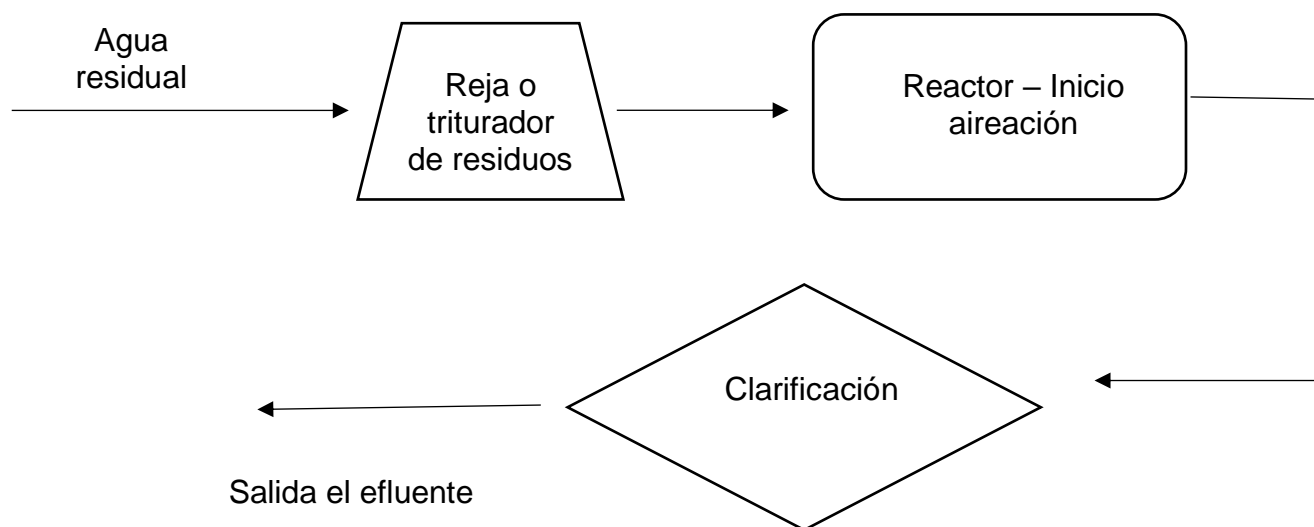 Agua
residual
Reja o
triturador
de residuos
Reactor – Inicio
aireación
Clarificación
Salida el efluente